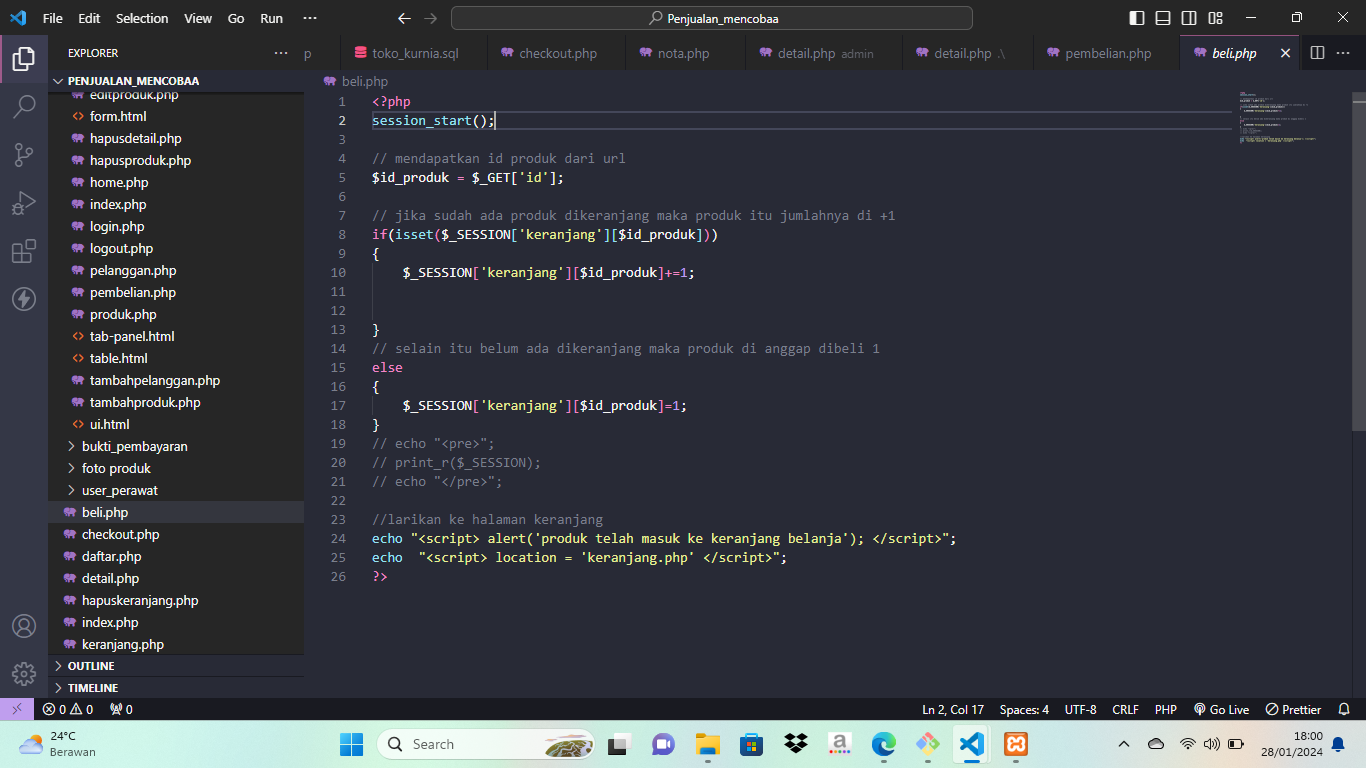 File Edit Selection View Go Run ··· Penjualan_mencobaa
EXPLORER ···
p toko_kurnia.sql checkout.php nota.php detail.php admin detail.php .\ pembelian.php beli.php ···
PENJUALAN_MENCOBAA
editproduk.php
form.html
hapusdetail.php
hapusproduk.php
home.php
index.php
login.php
logout.php
pelanggan.php
pembelian.php
produk.php
tab-panel.html
table.html
tambahpelanggan.php
tambahproduk.php
ui.html
bukti_pembayaran
foto produk
user_perawat
beli.php
checkout.php
daftar.php
detail.php
hapuskeranjang.php
index.php
keranjang.php
OUTLINE
TIMELINE
beli.php
1 <?php
2 session_start();
3
4 // mendapatkan id produk dari url
5 $id_produk = $_GET['id'];
6
7 // jika sudah ada produk dikeranjang maka produk itu jumlahnya di +1
8 if(isset($_SESSION['keranjang'][$id_produk]))
9 {
10 $_SESSION['keranjang'][$id_produk]+=1;
11
12
13 }
14 // selain itu belum ada dikeranjang maka produk di anggap dibeli 1
15 else
16 {
17 $_SESSION['keranjang'][$id_produk]=1;
18 }
19 // echo "<pre>";
20 // print_r($_SESSION);
21 // echo "</pre>";
22
23 //larikan ke halaman keranjang
24 echo "<script> alert('produk telah masuk ke keranjang belanja'); </script>";
25 echo  "<script> location = 'keranjang.php' </script>";
26 ?>
0 0 0 Ln 2, Col 17 Spaces: 4 UTF-8 CRLF PHP Go Live Prettier
24°C
Berawan
Search
a
18:00
28/01/2024